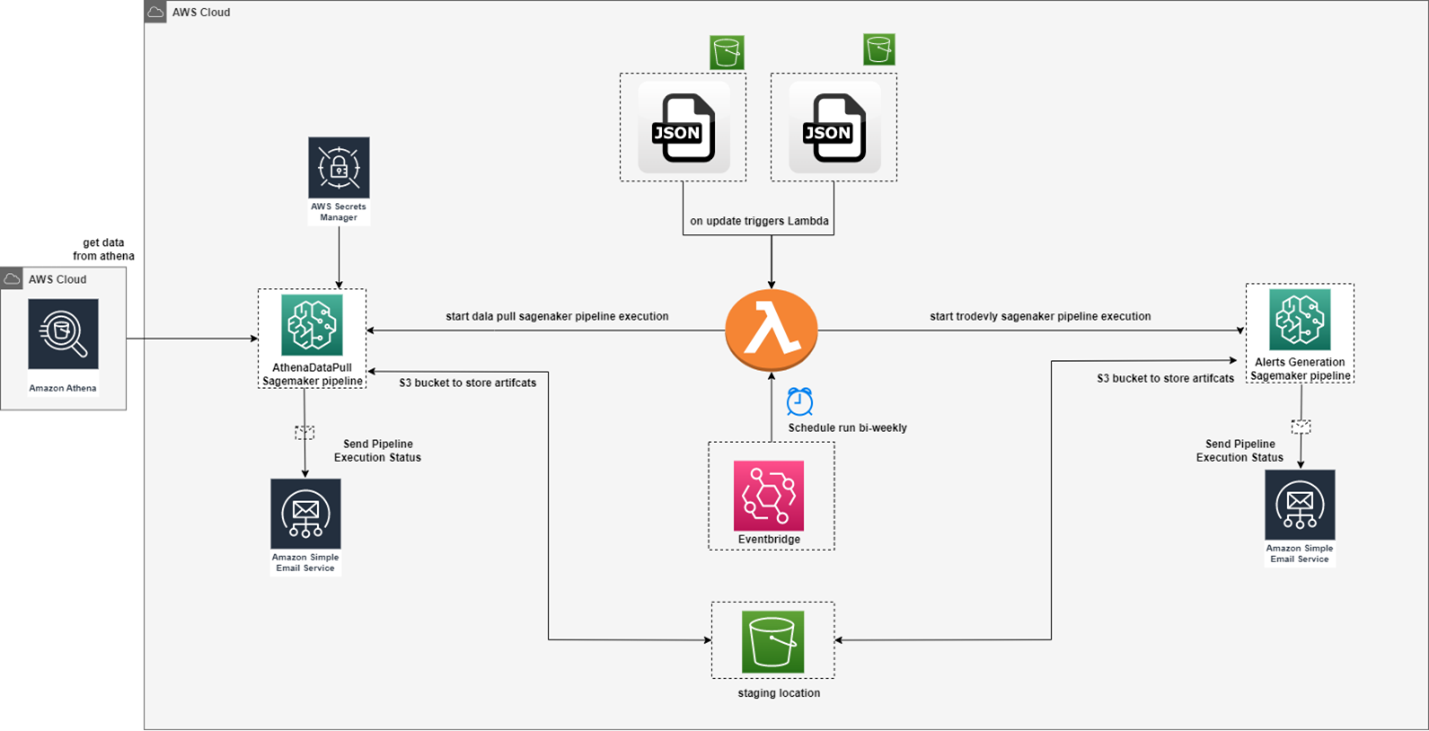 AWS Cloud
JSON
JSON
AWS Secrets
Manager
on update triggers Lambda
get data
from athena
AWS Cloud
Amazon Athena
start dala pull sagenaker pipeline execution
start trodevly sagenaker pipeline execution
AthenaDataPull
Sagemaker pipeline
Alerts Generation
Sagemaker pipeline
S3 bucket to store artifcats
S3 bucket to store artifcats
Schedule run bi-weekly
Send Pipeline
Execution Status
Send Pipeline
Execution Status
Eventbridge
Amazon Simple
Email Service
Amazon Simple
Email Service
staging location